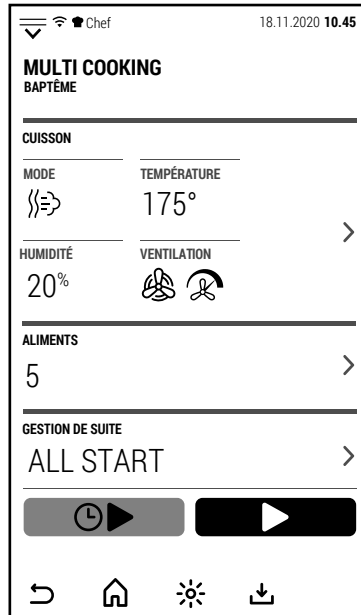 Chef 18.11.2020 10.45
MULTI COOKING
BAPTÊME
CUISSON
MODE TEMPÉRATURE
175°
HUMIDITÉ VENTILATION
20%
ALIMENTS
5
GESTION DE SUITE
ALL START